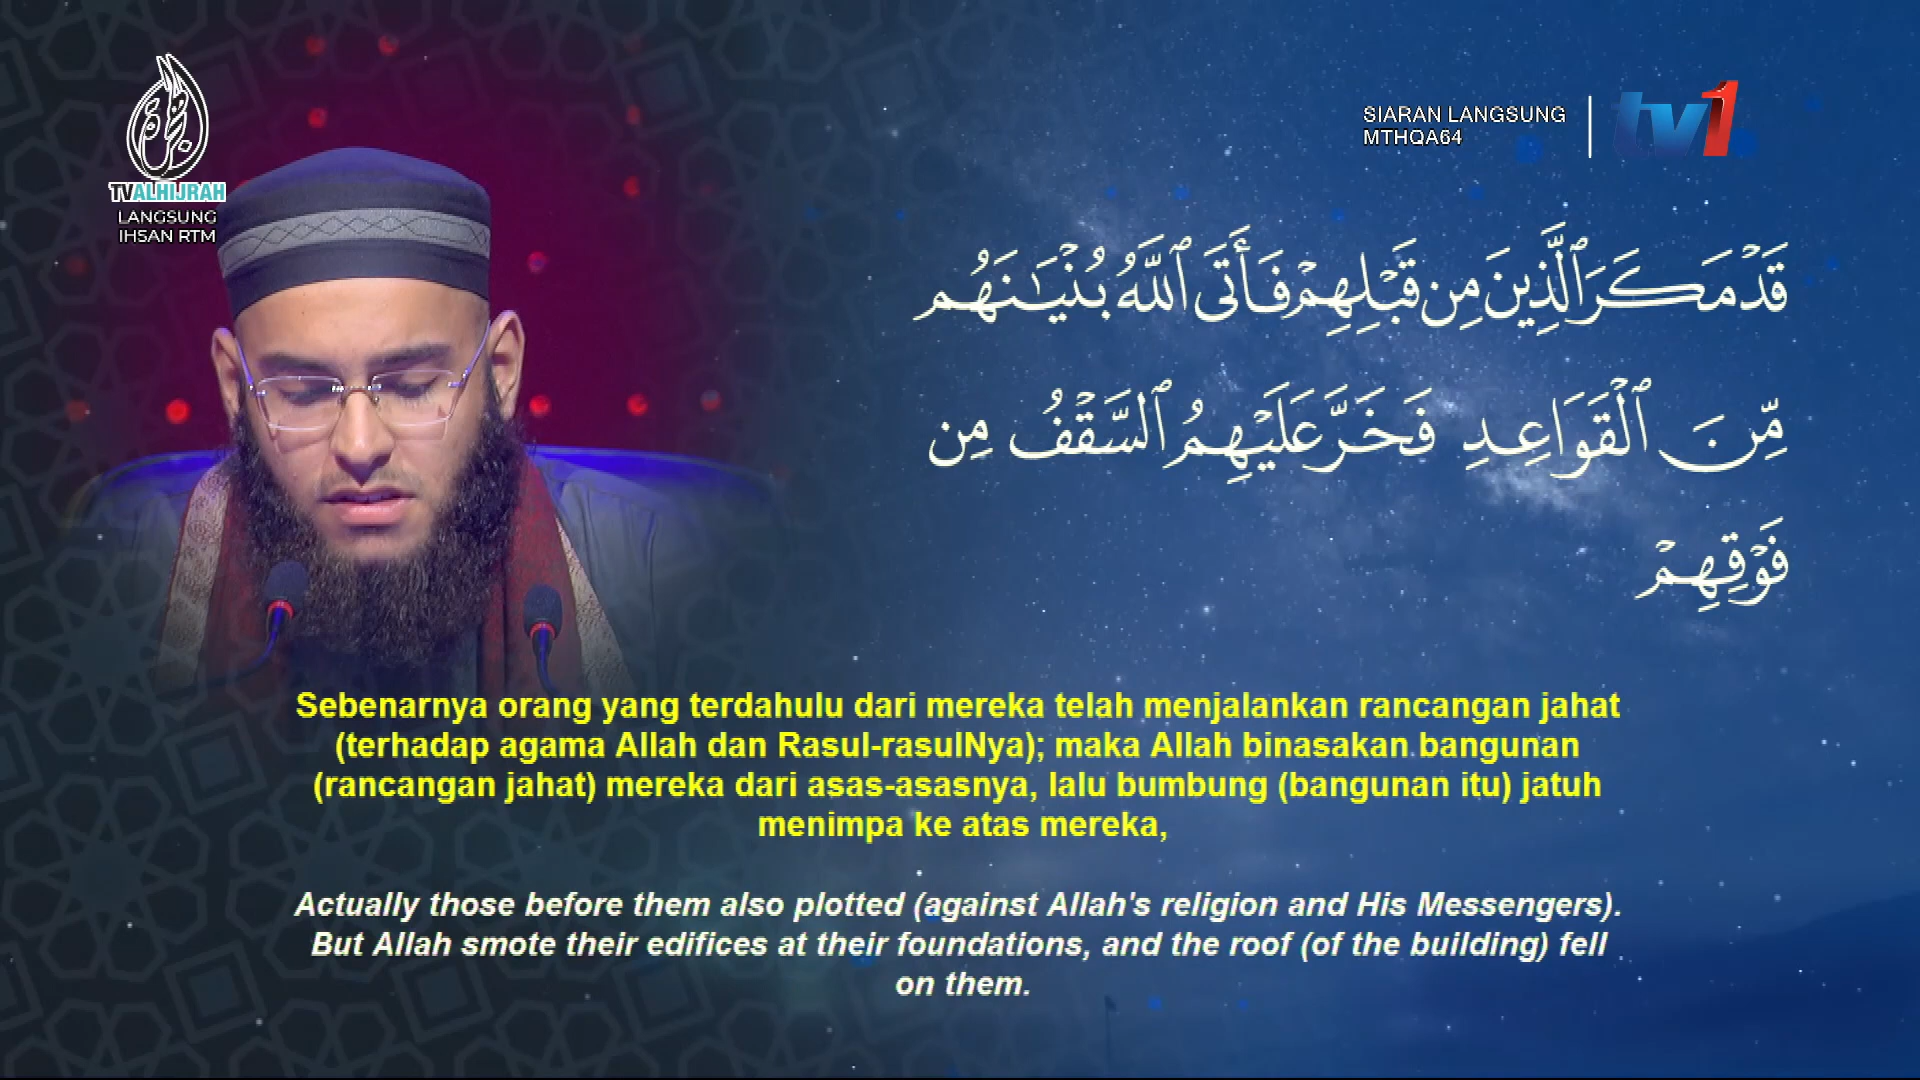 TVALHIJRAH
LANGSUNG
IHSAN RTM
SIARAN LANGSUNG
MTHQA64
tv1
قَدْ مَكَرَ ٱلَّذِينَ مِن قَبْلِهِمْ فَأَتَى ٱللَّهُ بُنْيَـٰنَهُم
مِّنَ ٱلْقَوَاعِدِ فَخَرَّ عَلَيْهِمُ ٱلسَّقْفُ مِن
فَوْقِهِمْ
Sebenarnya orang yang terdahulu dari mereka telah menjalankan rancangan jahat
(terhadap agama Allah dan Rasul-rasulNya); maka Allah binasakan bangunan
(rancangan jahat) mereka dari asas-asasnya, lalu bumbung (bangunan itu) jatuh
menimpa ke atas mereka,
Actually those before them also plotted (against Allah's religion and His Messengers).
But Allah smote their edifices at their foundations, and the roof (of the building) fell
on them.